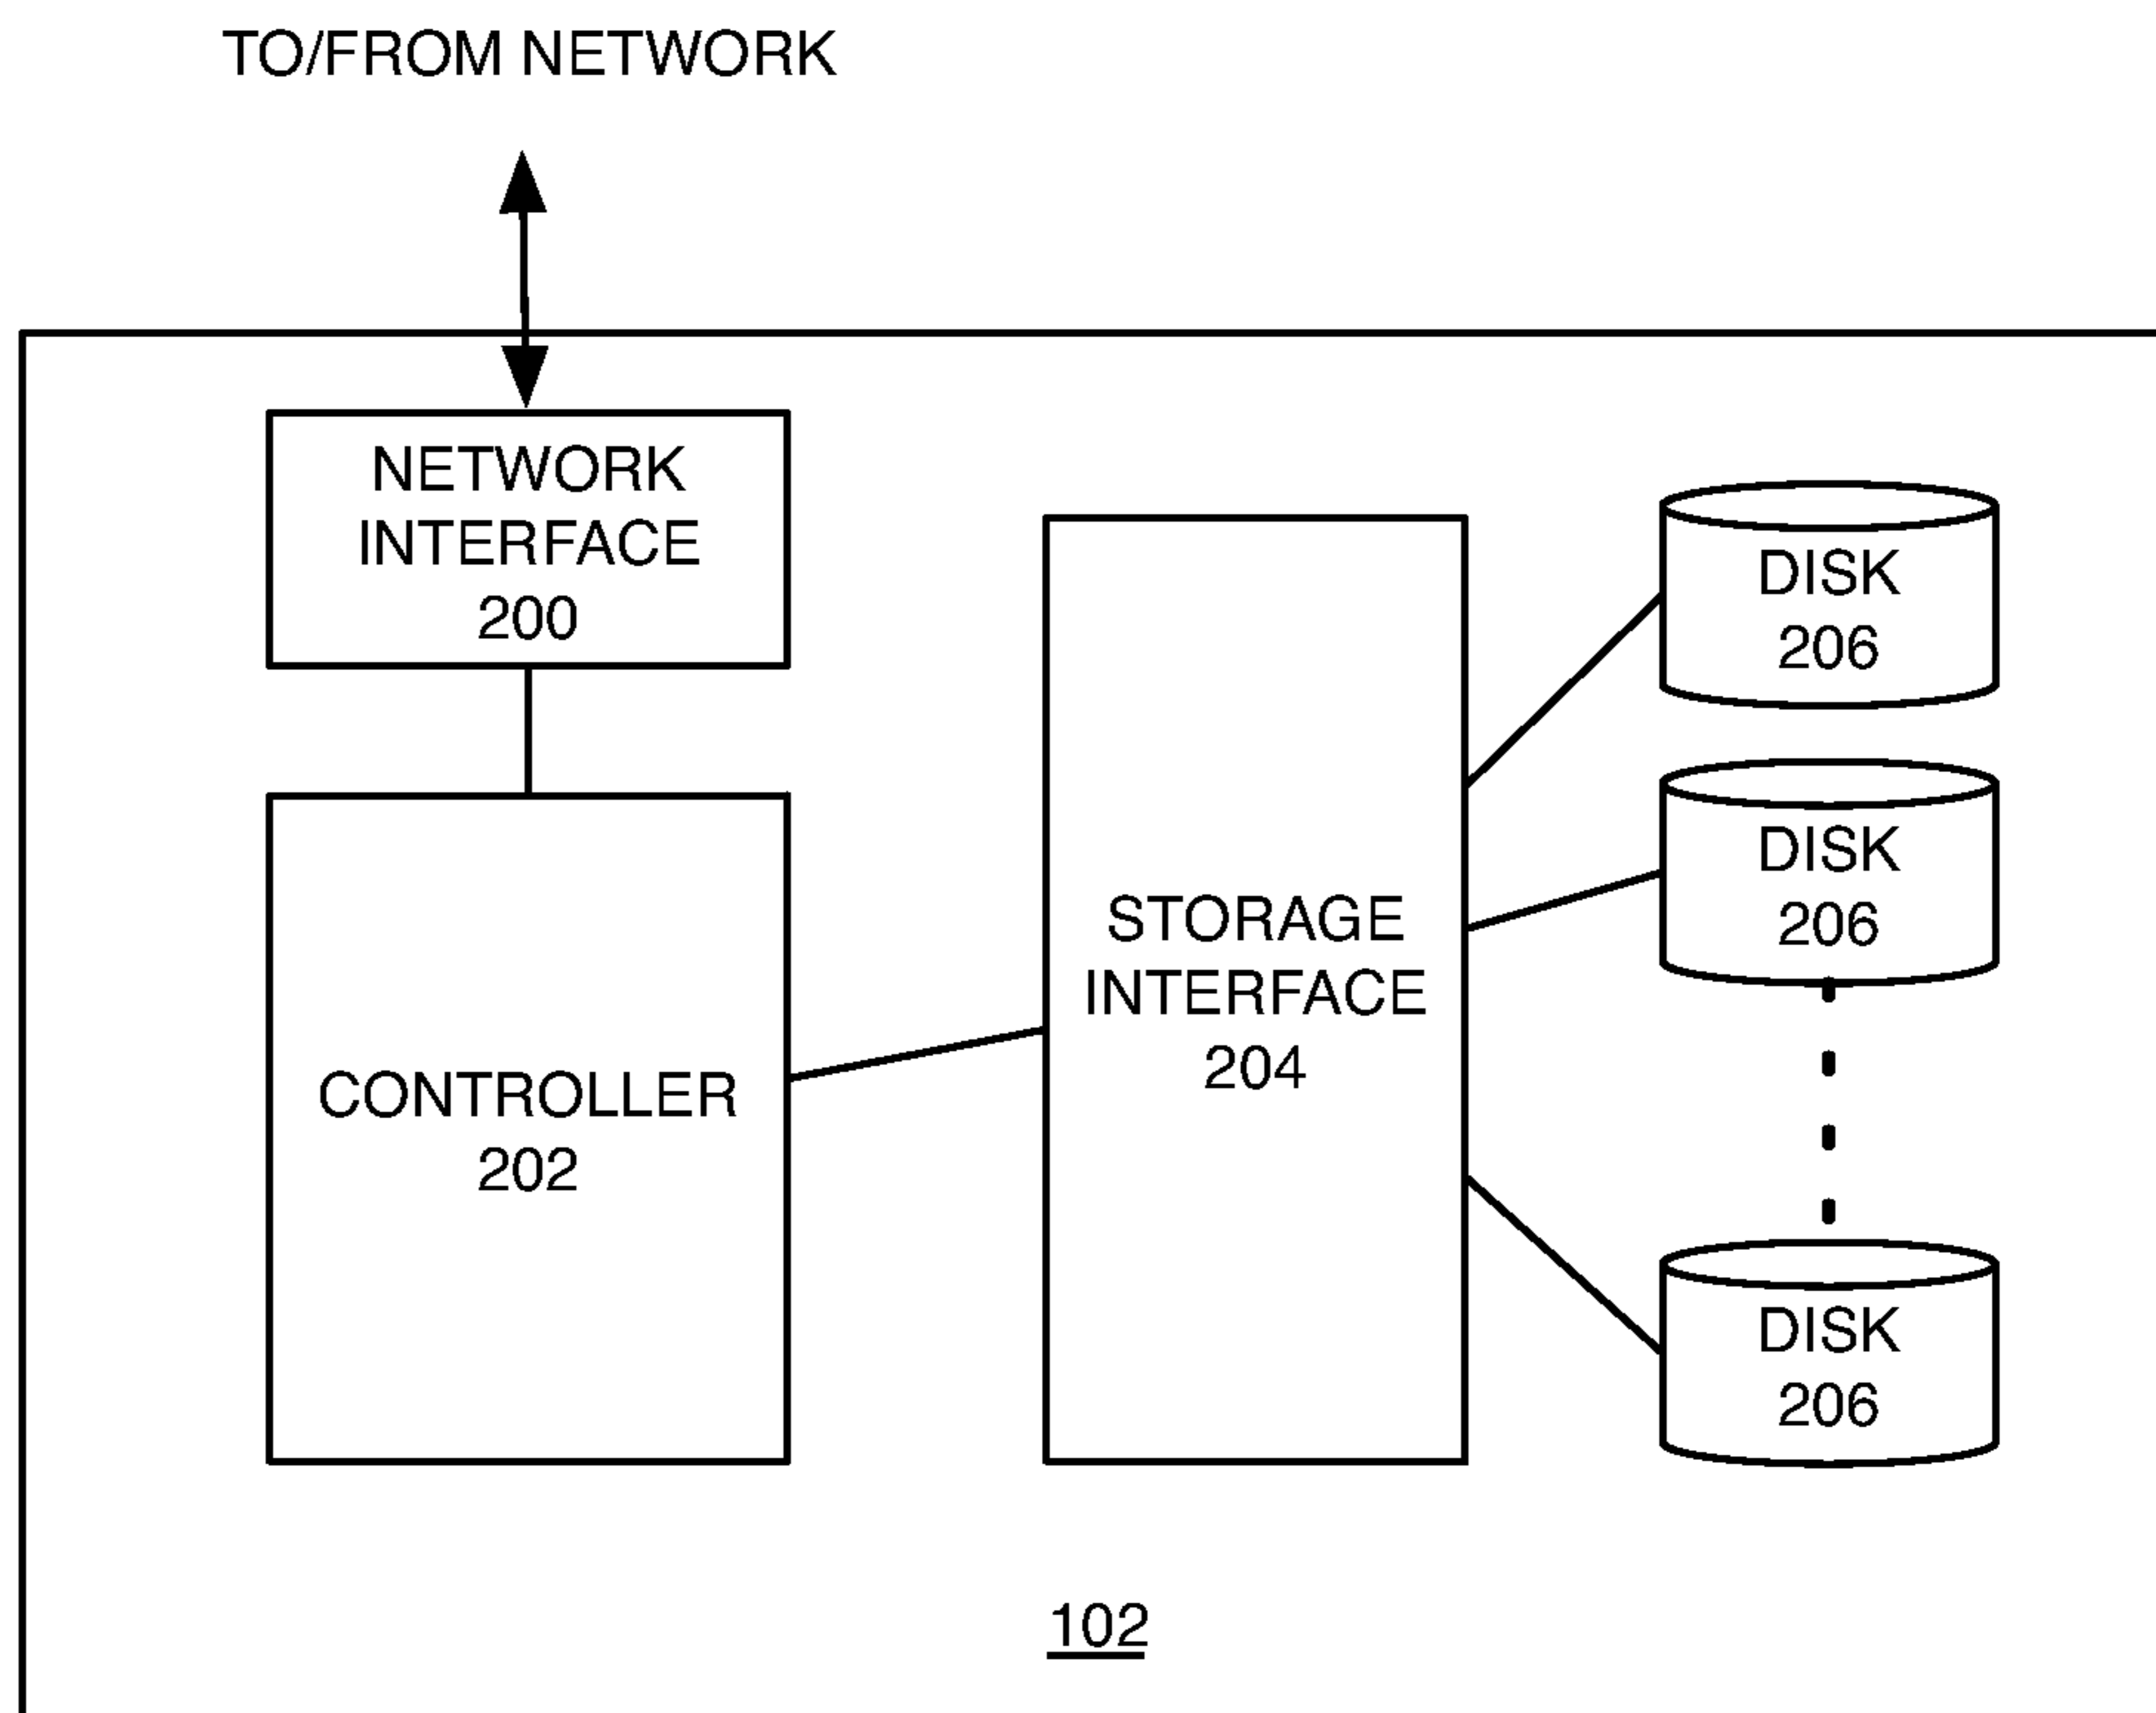 TO/FROM NETWORK
NETWORK
INTERFACE
200
CONTROLLER
202
STORAGE
INTERFACE
204
DISK
206
DISK
206
DISK
206
102